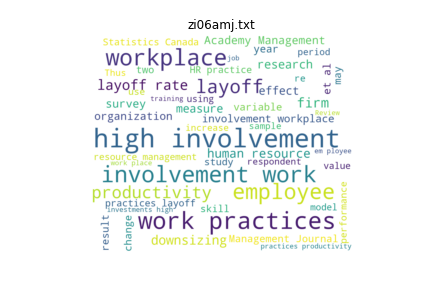 zi06amj.txt
Statistics Canada
Academy Management
workplace
job
year
period
Thus
two
HR practice
research
re
et al
may
layoff rate
layoff
effect
use
training
using
firm
survey
measure
variable
Review
organization
involvement workplace
increase
sample
high involvement
em ployee
resource management
human resource
work place
study
respondent
value
involvement work
productivity
employee
practices layoff
investments high
skill
model
performance
result
change
work practices
downsizing
Management Journal
practices productivity